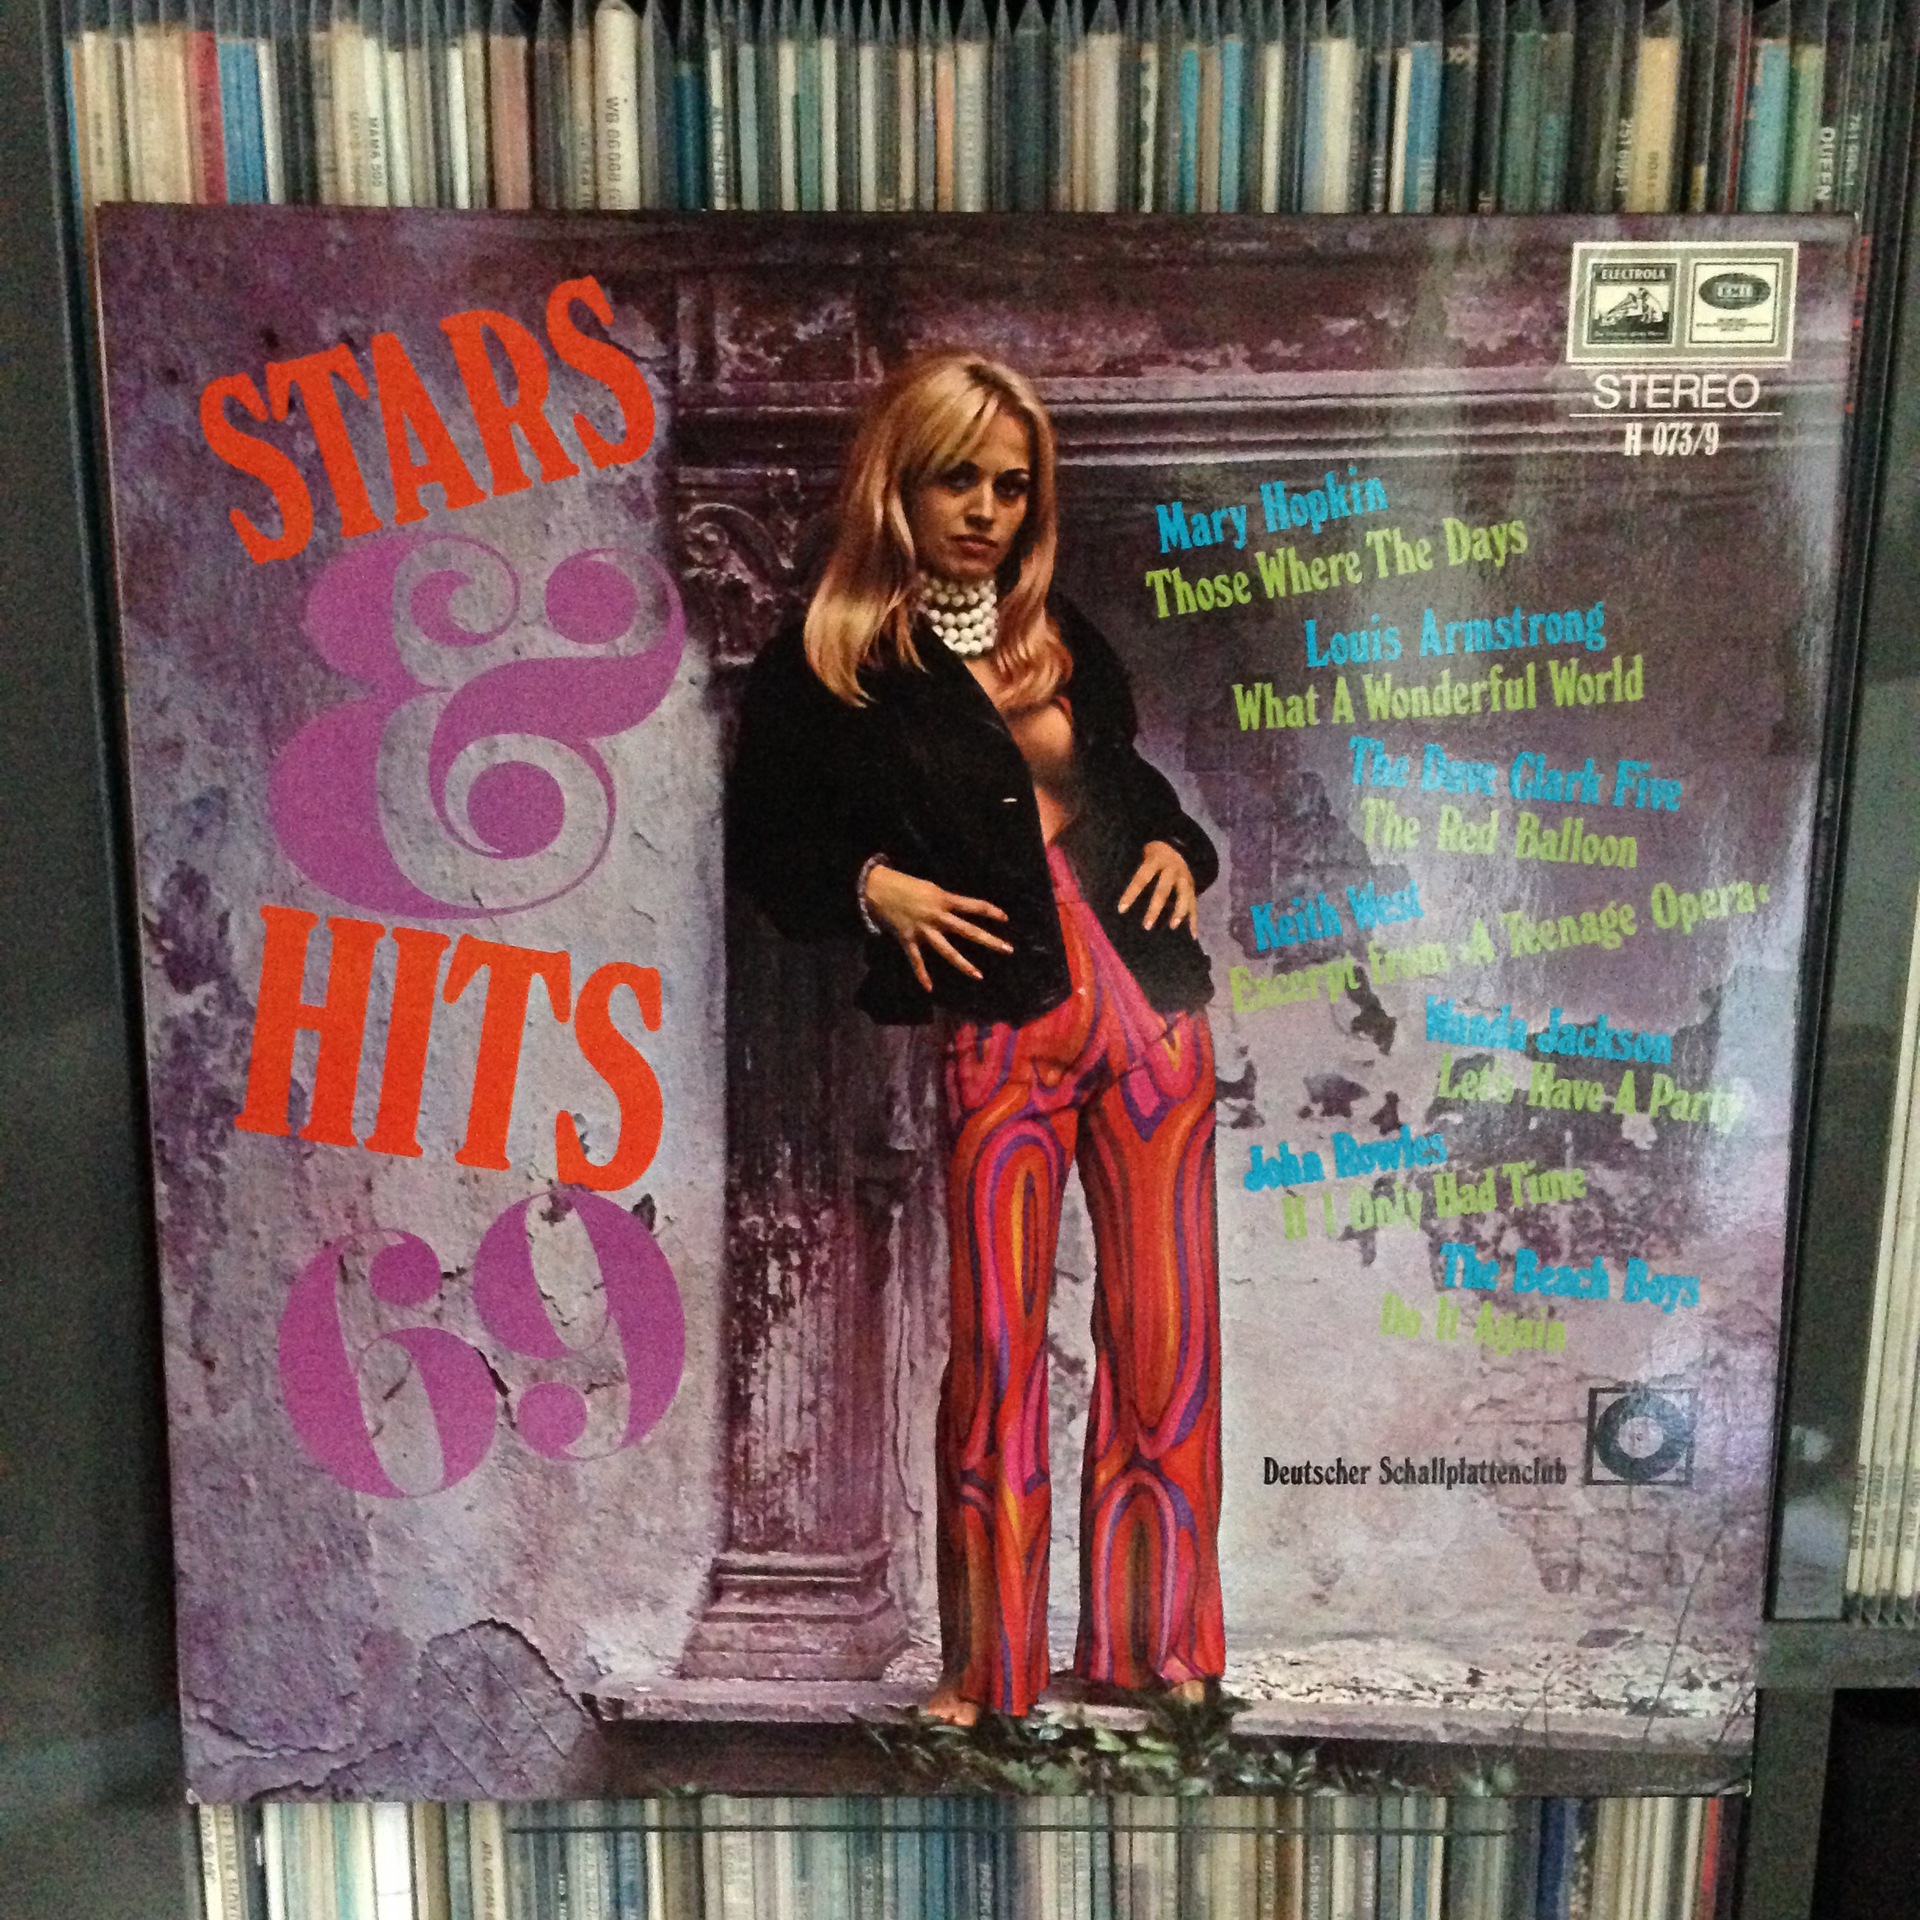 STARS
&
HITS
69
ELECTROLA
EMI
STEREO
H 073/9
Mary Hopkin
Those Where The Days
Louis Armstrong
What A Wonderful World
The Dave Clark Five
The Red Balloon
Keith West
Excerpt from ›A Teenage Opera‹
Wanda Jackson
Let's Have A Party
John Rowles
If I Only Had Time
The Beach Boys
Do It Again
Deutscher Schallplattenclub
QUEEN